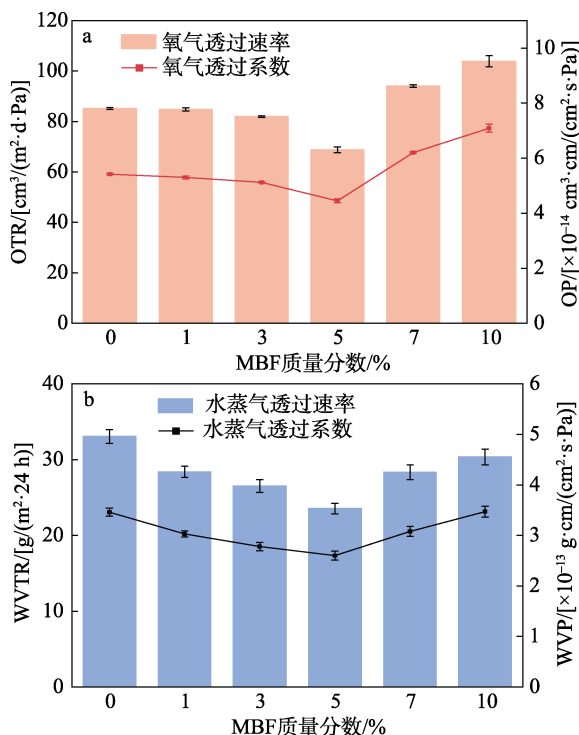 a
氧气透过速率
氧气透过系数
OTR/[cm³/(m²·d·Pa)]
120
100
80
60
40
20
0
OP/[×10⁻¹⁴ cm³·cm/(cm²·s·Pa)]
10
8
6
4
2
0
0 1 3 5 7 10
MBF质量分数/%
b
水蒸气透过速率
水蒸气透过系数
WVTR/[g/(m²·24 h)]
40
30
20
10
0
WVP/[×10⁻¹³ g·cm/(cm²·s·Pa)]
6
5
4
3
2
1
0
0 1 3 5 7 10
MBF质量分数/%